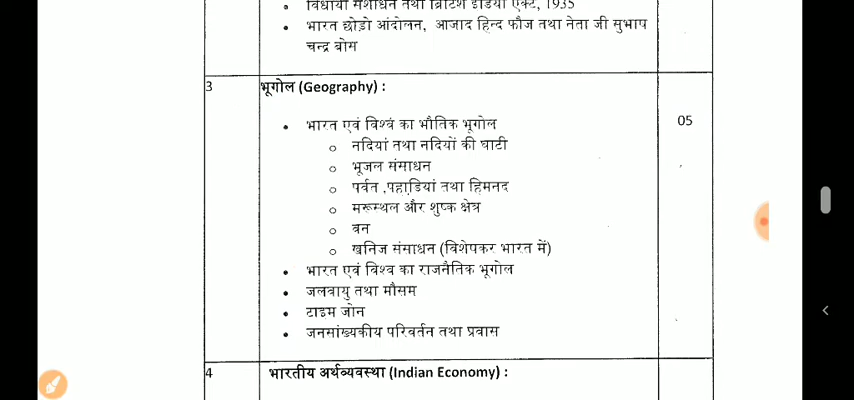 विधायी संशोधन तथा ब्रिटिश इंडिया एक्ट, 1935
भारत छोडो आंदोलन, आजाद हिन्द फौज तथा नेता जी सुभाष
चन्द्र बोस
3
भूगोल (Geography) :
05
भारत एवं विश्व का भौतिक भूगोल
नदियां तथा नदियों की घाटी
भूजल संसाधन
पर्वत ,पहाडियां तथा हिमनद
मरूस्थल और शुष्क क्षेत्र
वन
खनिज संसाधन (विशेषकर भारत में)
भारत एवं विश्व का राजनैतिक भूगोल
जलवायु तथा मौसम
टाइम जोन
जनसांख्यकीय परिवर्तन तथा प्रवास
4
भारतीय अर्थव्यवस्था (Indian Economy) :